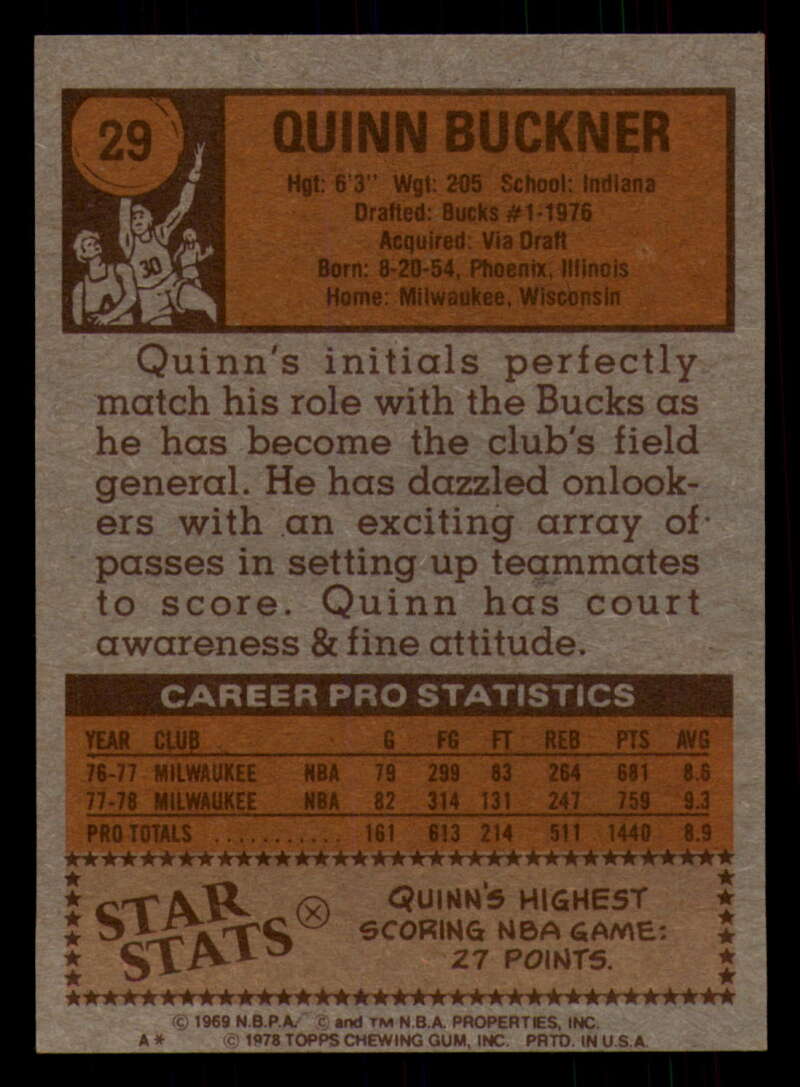 29
QUINN BUCKNER
Hgt: 6'3" Wgt: 205 School: Indiana
Drafted: Bucks #1-1976
Acquired: Via Draft
Born: 8-20-54, Phoenix, Illinois
Home: Milwaukee, Wisconsin
30
A
Quinn's initials perfectly
match his role with the Bucks as
he has become the club's field
general. He has dazzled onlook-
ers with an exciting array of
passes in setting up teammates
to score. Quinn has court
awareness & fine attitude.
CAREER PRO STATISTICS
YEAR CLUB G FG FT REB PTS AVG
76-77 MILWAUKEE NBA 79 299 83 264 681 8.6
77-78 MILWAUKEE NBA 82 314 131 247 759 9.3
PRO TOTALS ........... 161 613 214 511 1440 8.9
STAR
STATS
QUINN'S HIGHEST
SCORING NBA GAME:
27 POINTS.
© 1969 N.B.P.A. © and TM N.B.A. PROPERTIES, INC.
A* © 1978 TOPPS CHEWING GUM, INC. PRTD. IN U.S.A.